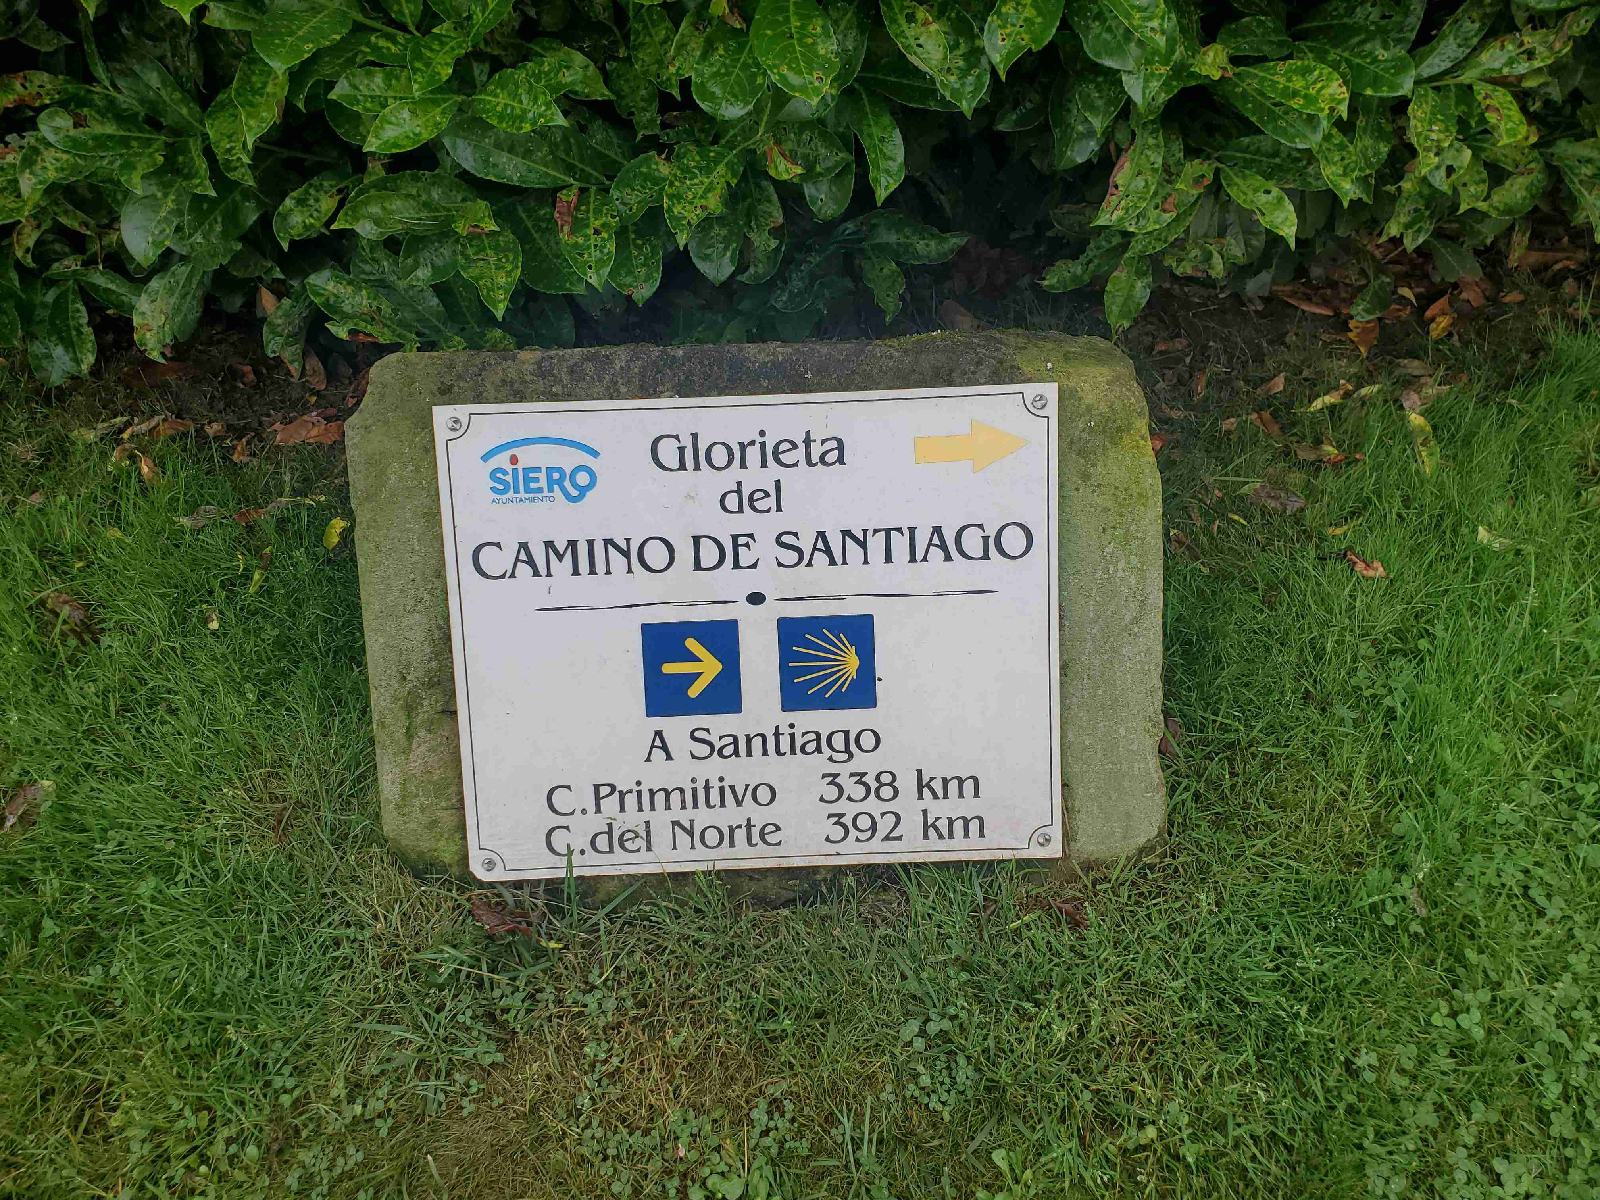 SIERO
AYUNTAMIENTO
Glorieta
del
CAMINO DE SANTIAGO
A Santiago
C.Primitivo 338 km
C.del Norte 392 km